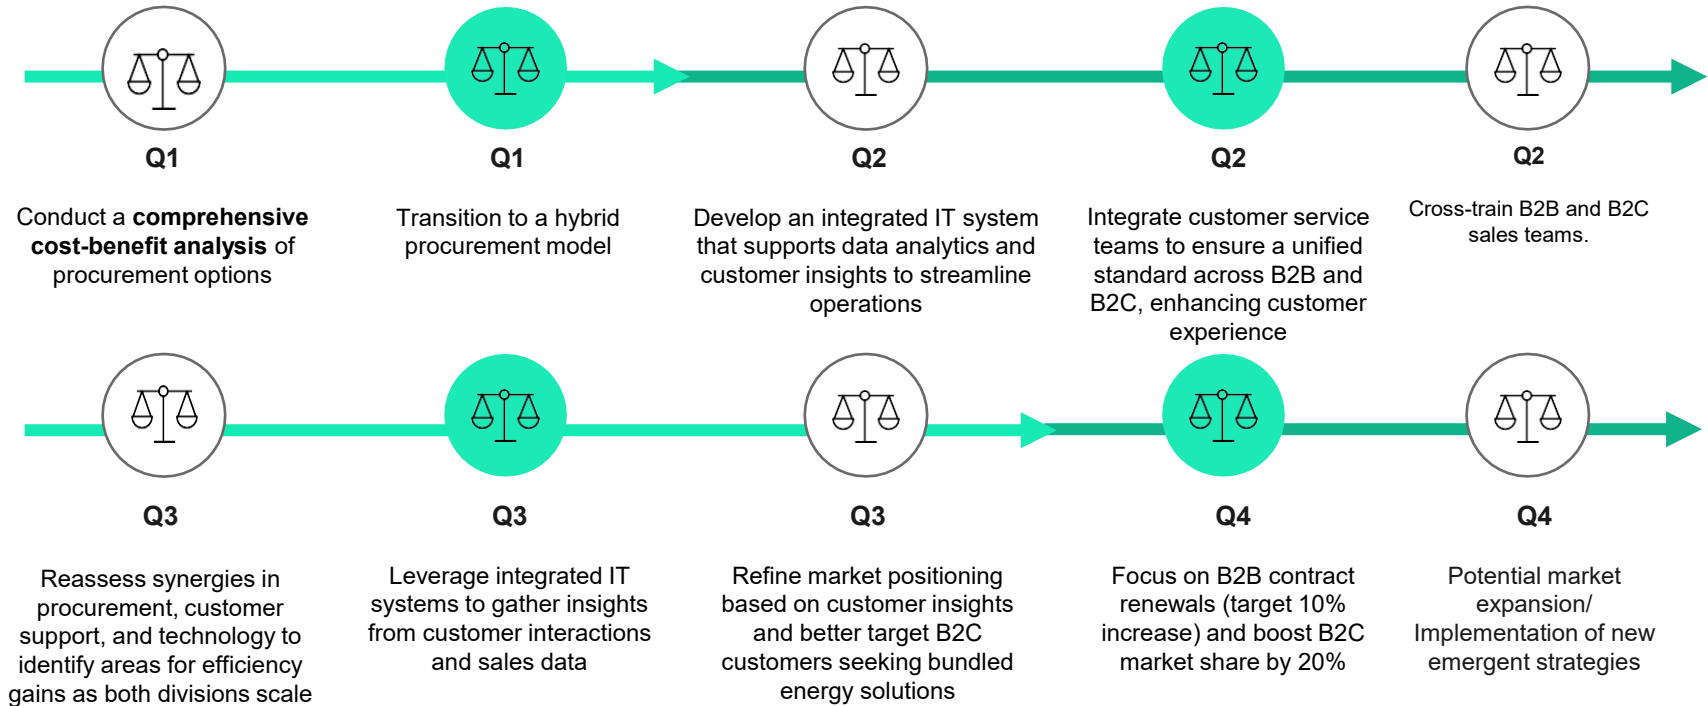 Q1
Conduct a comprehensive
cost-benefit analysis of
procurement options
Q1
Transition to a hybrid
procurement model
Q2
Develop an integrated IT system
that supports data analytics and
customer insights to streamline
operations
Q2
Integrate customer service
teams to ensure a unified
standard across B2B and
B2C, enhancing customer
experience
Q2
Cross-train B2B and B2C
sales teams.
Q3
Reassess synergies in
procurement, customer
support, and technology to
identify areas for efficiency
gains as both divisions scale
Q3
Leverage integrated IT
systems to gather insights
from customer interactions
and sales data
Q3
Refine market positioning
based on customer insights
and better target B2C
customers seeking bundled
energy solutions
Q4
Focus on B2B contract
renewals (target 10%
increase) and boost B2C
market share by 20%
Q4
Potential market
expansion/
Implementation of new
emergent strategies